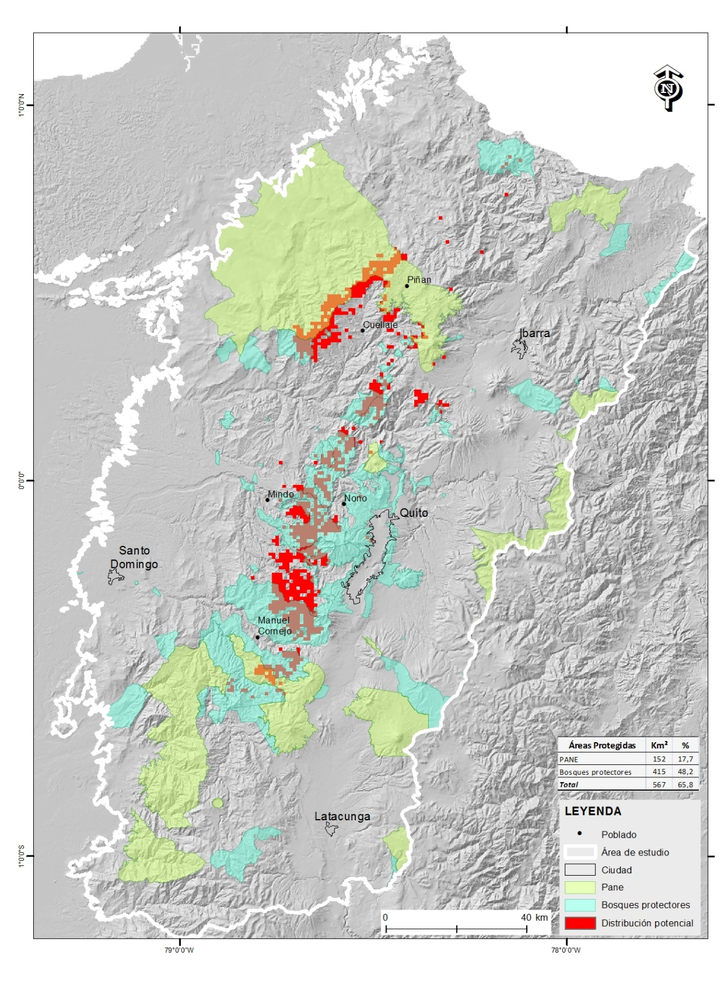 N
1°0'0"N
Piñan
Cuellaje
Ibarra
0°0'0"
Mindo
Nono
Quito
Santo
Domingo
Manuel
Cornejo
Áreas Protegidas Km² %
PANE 152 17,7
Bosques protectores 415 48,2
Total 567 65,8
LEYENDA
Poblado
Área de estudio
Ciudad
Pane
Bosques protectores
Distribución potencial
Latacunga
1°0'0"S
0 40 km
79°0'0"W 78°0'0"W